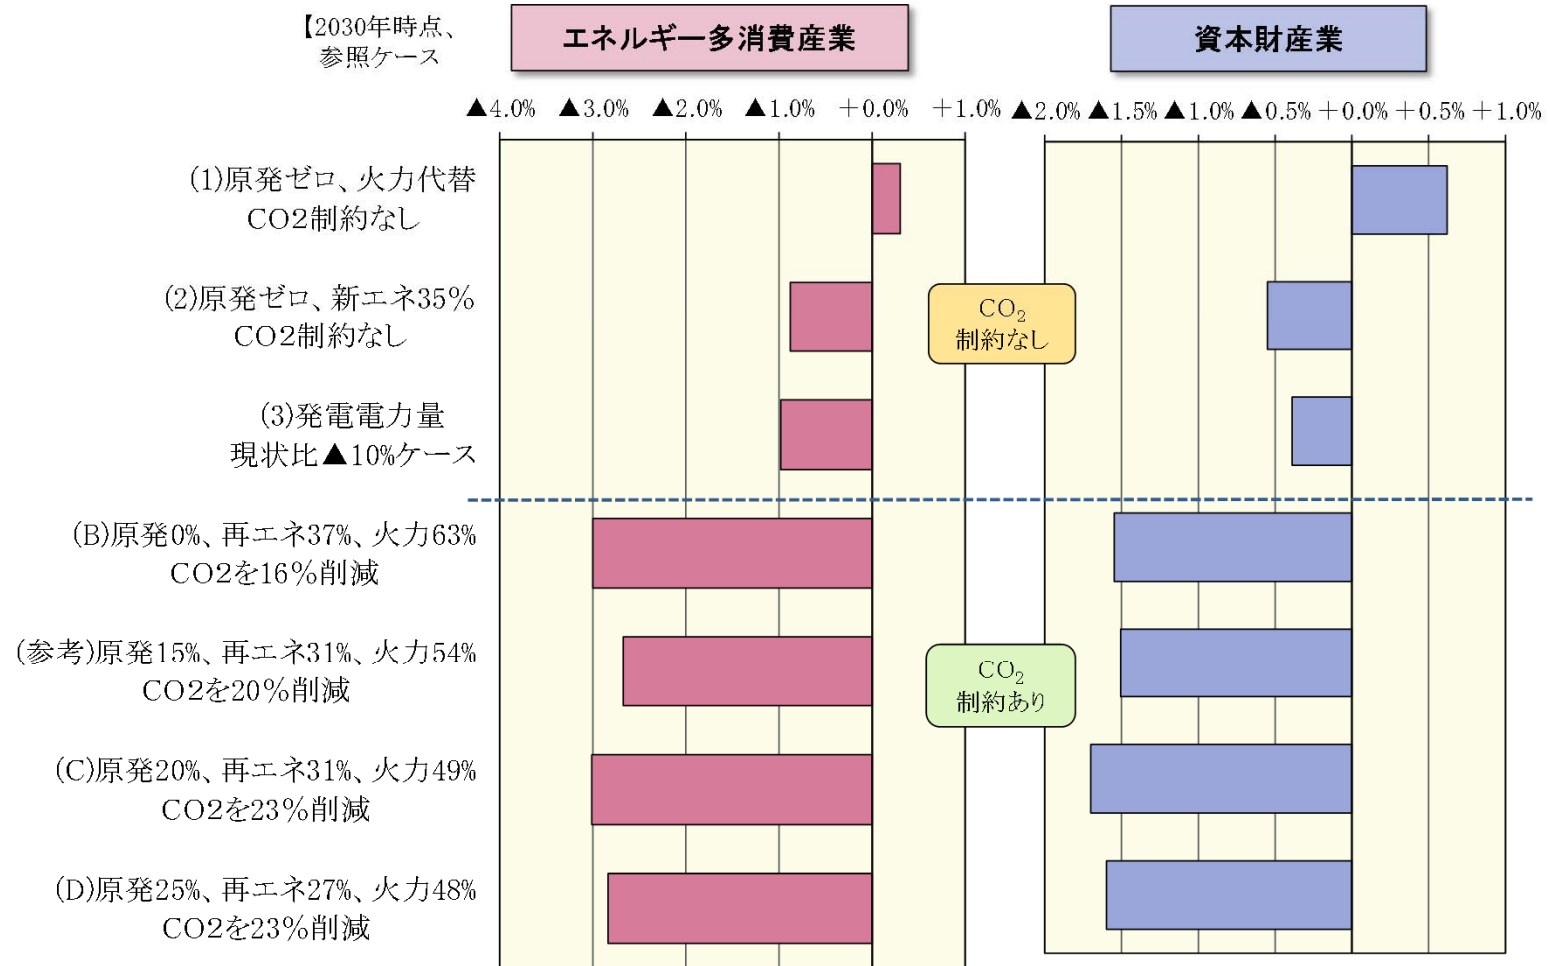 【2030年時点、
参照ケース
エネルギー多消費産業
資本財産業
▲4.0% ▲3.0% ▲2.0% ▲1.0% +0.0% +1.0%
▲2.0% ▲1.5% ▲1.0% ▲0.5% +0.0% +0.5% +1.0%
(1)原発ゼロ、火力代替
CO2制約なし
(2)原発ゼロ、新エネ35%
CO2制約なし
CO₂
制約なし
(3)発電電力量
現状比▲10%ケース
(B)原発0%、再エネ37%、火力63%
CO2を16%削減
(参考)原発15%、再エネ31%、火力54%
CO2を20%削減
CO₂
制約あり
(C)原発20%、再エネ31%、火力49%
CO2を23%削減
(D)原発25%、再エネ27%、火力48%
CO2を23%削減